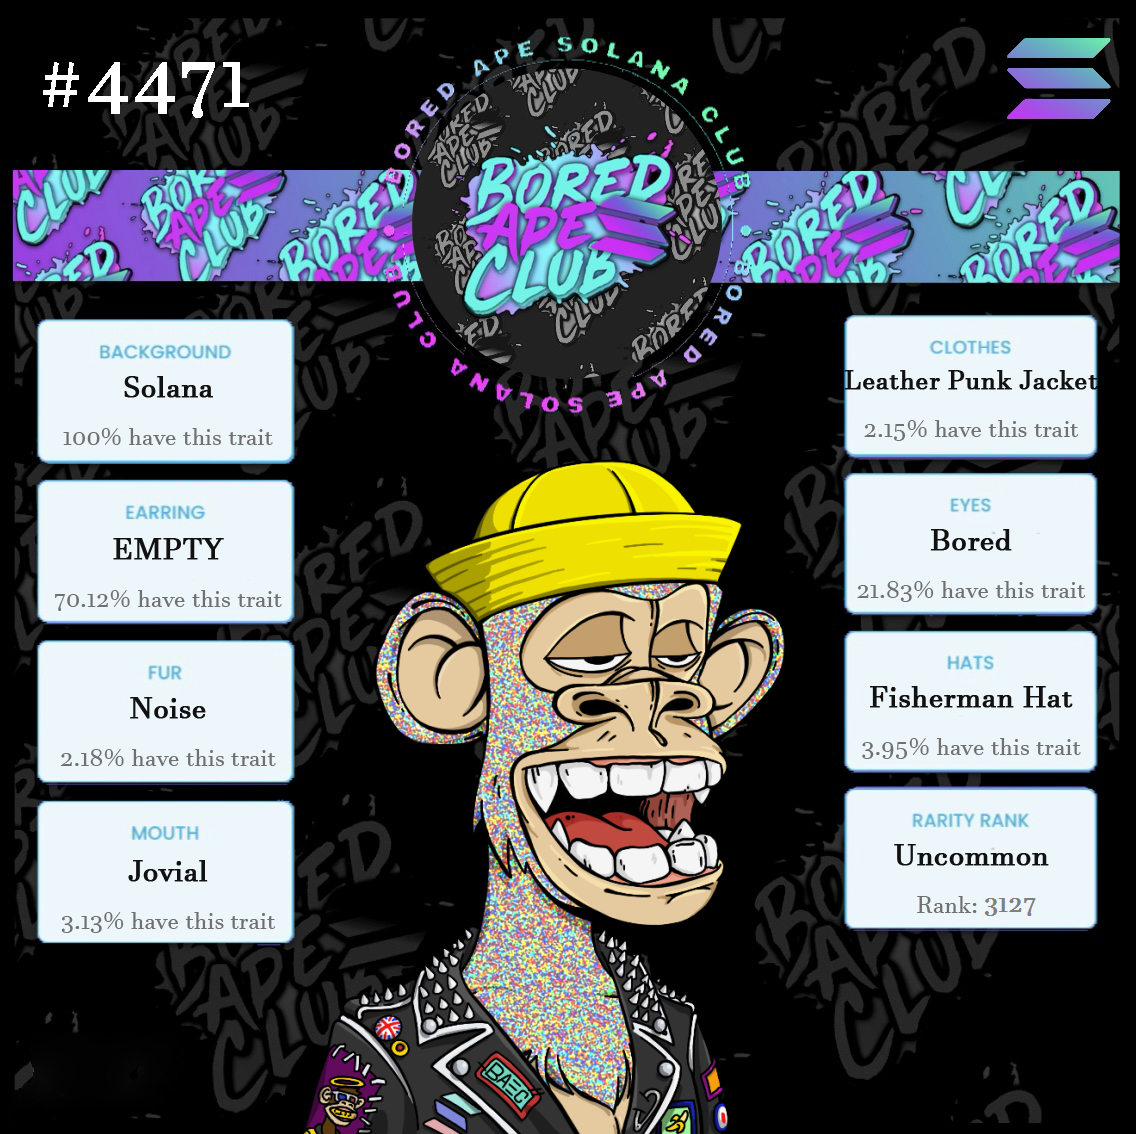 #4471
BORED APE SOLANA CLUB
BORED APE SOLANA CLUB
BORED
APE
CLUB
BACKGROUND
Solana
100% have this trait
EARRING
EMPTY
70.12% have this trait
FUR
Noise
2.18% have this trait
MOUTH
Jovial
3.13% have this trait
CLOTHES
Leather Punk Jacket
2.15% have this trait
EYES
Bored
21.83% have this trait
HATS
Fisherman Hat
3.95% have this trait
RARITY RANK
Uncommon
Rank: 3127
BAEC